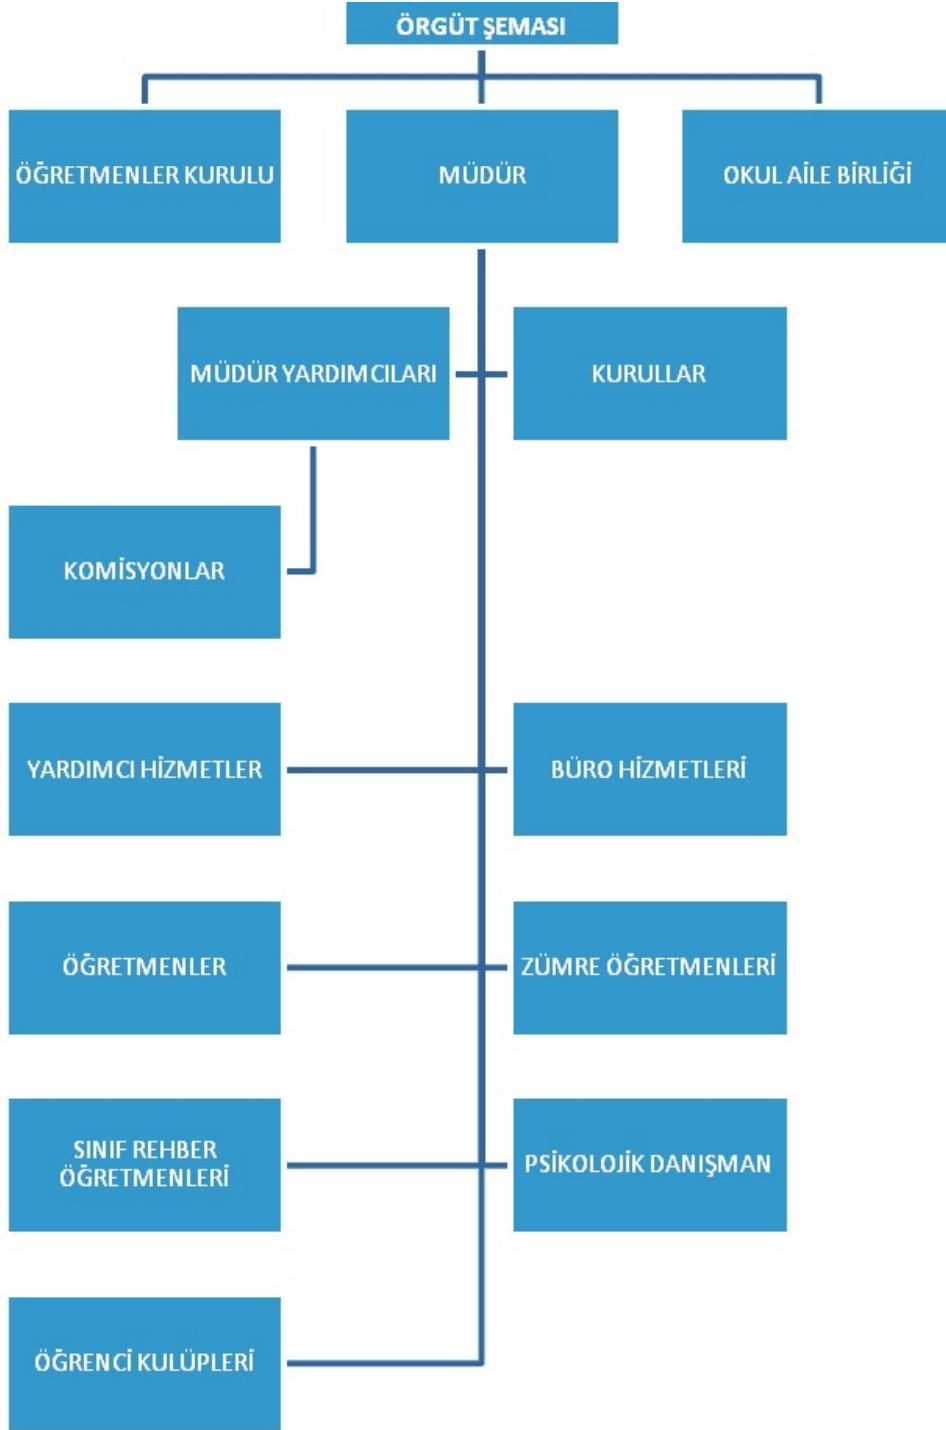 ÖRGÜT ŞEMASI
ÖĞRETMENLER KURULU
MÜDÜR
OKUL AİLE BİRLİĞİ
MÜDÜR YARDIMCILARI
KURULLAR
KOMİSYONLAR
YARDIMCI HİZMETLER
BÜRO HİZMETLERİ
ÖĞRETMENLER
ZÜMRE ÖĞRETMENLERİ
SINIF REHBER
ÖĞRETMENLERİ
PSİKOLOJİK DANIŞMAN
ÖĞRENCİ KULÜPLERİ